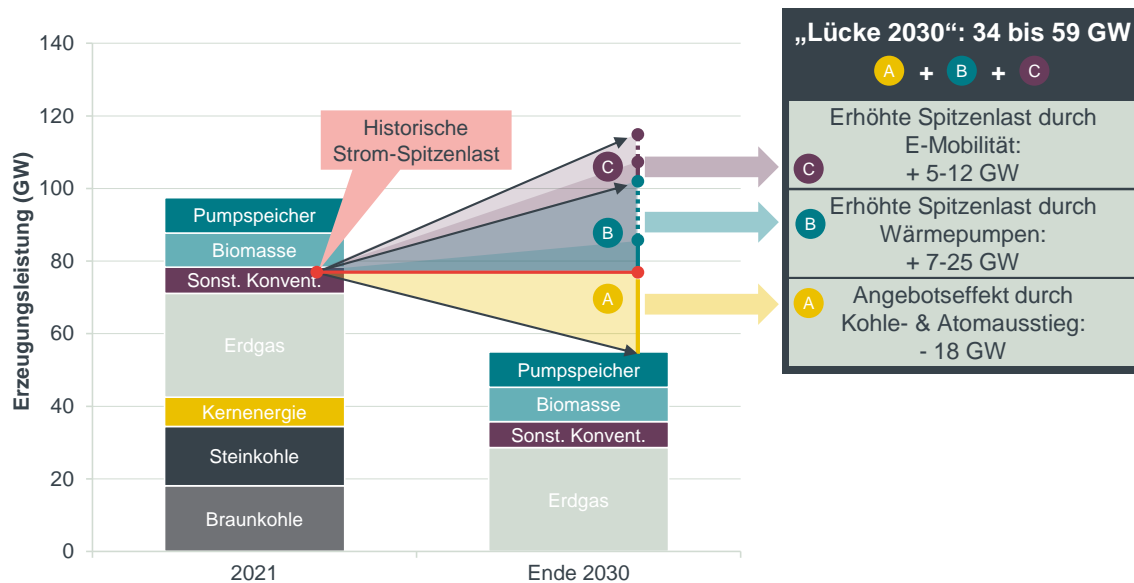 „Lücke 2030“: 34 bis 59 GW
A + B + C
Erhöhte Spitzenlast durch
E-Mobilität:
+ 5-12 GW
C
Erhöhte Spitzenlast durch
Wärmepumpen:
+ 7-25 GW
B
Angebotseffekt durch
Kohle- & Atomausstieg:
- 18 GW
A
Erzeugungsleistung (GW)
140
120
100
80
60
40
20
0
Historische
Strom-Spitzenlast
C
B
A
Pumpspeicher
Biomasse
Sonst. Konvent.
Erdgas
Kernenergie
Steinkohle
Braunkohle
Pumpspeicher
Biomasse
Sonst. Konvent.
Erdgas
2021
Ende 2030